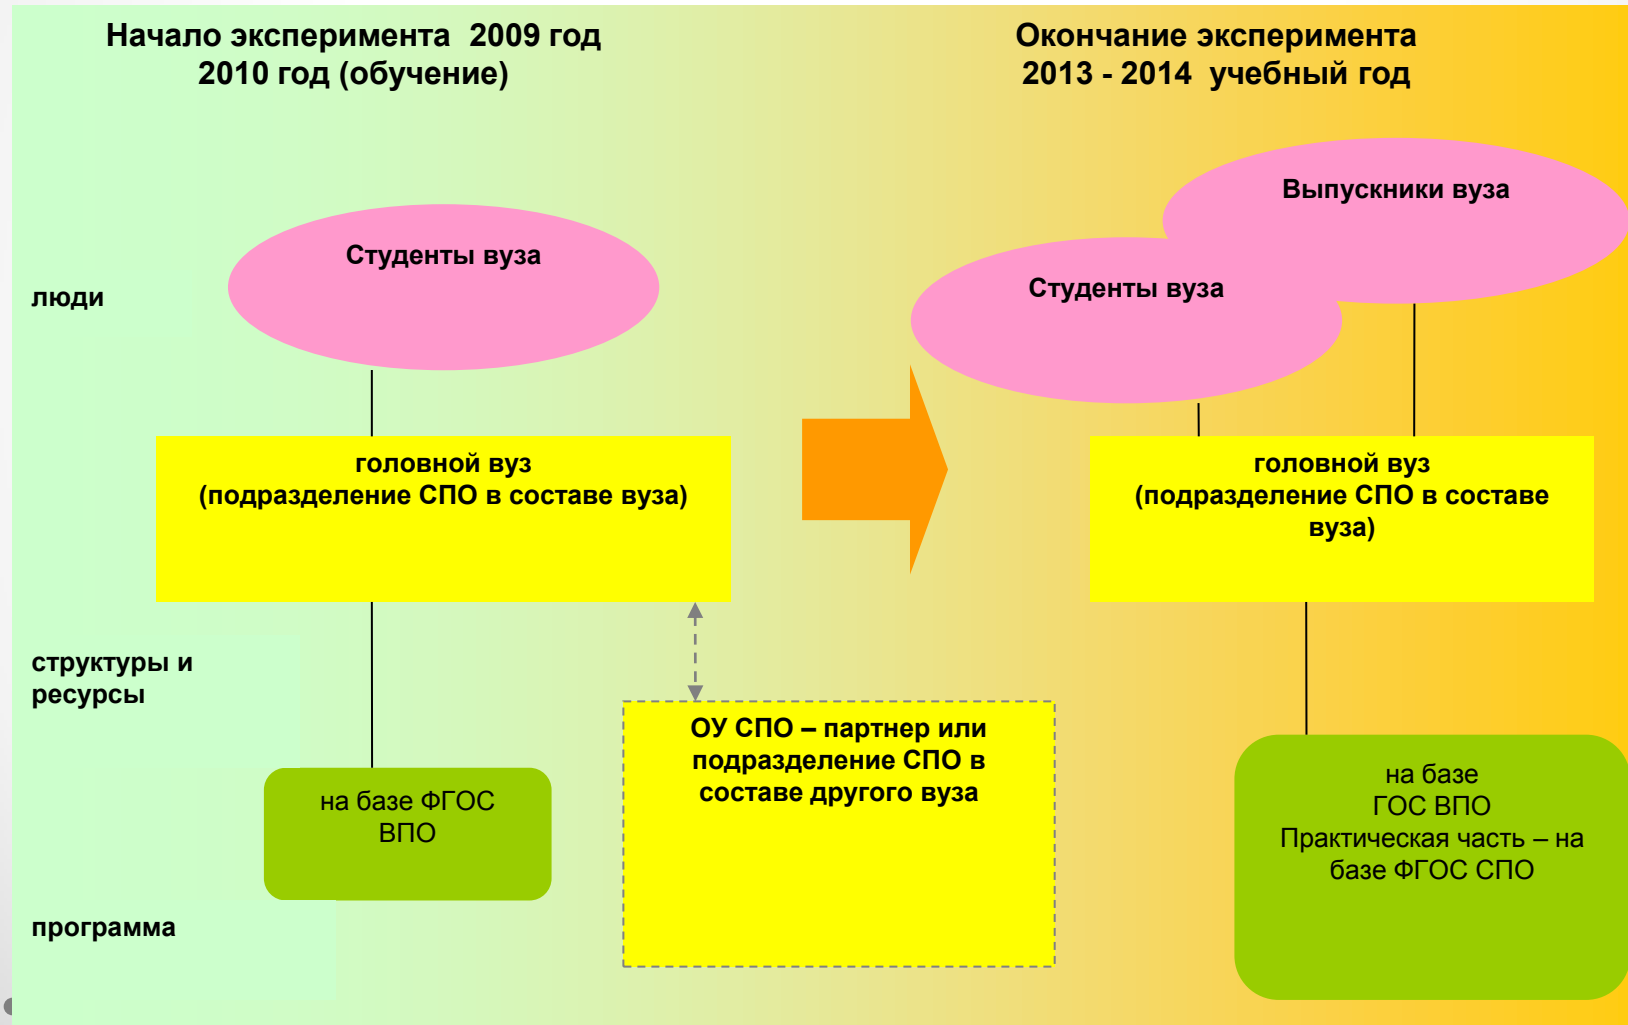 Начало эксперимента 2009 год
2010 год (обучение)
Окончание эксперимента
2013 - 2014 учебный год
люди
Студенты вуза
Студенты вуза
Выпускники вуза
головной вуз
(подразделение СПО в составе вуза)
головной вуз
(подразделение СПО в составе
вуза)
структуры и
ресурсы
ОУ СПО – партнер или
подразделение СПО в
составе другого вуза
программа
на базе ФГОС
ВПО
на базе
ГОС ВПО
Практическая часть – на
базе ФГОС СПО